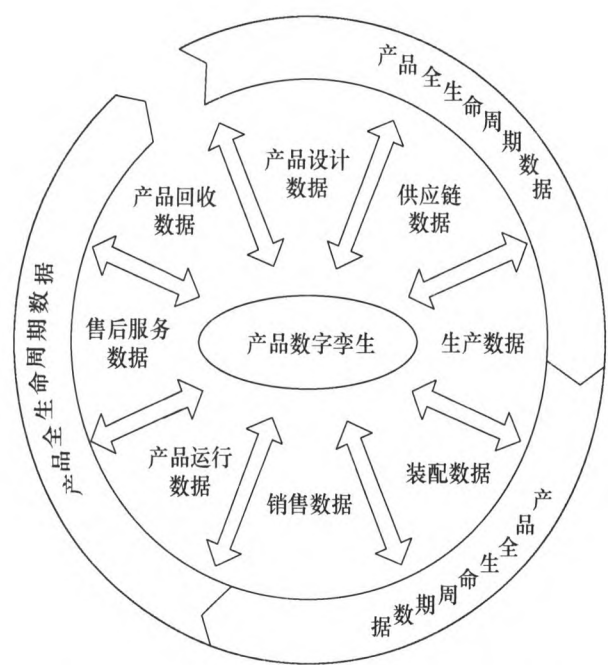 产品全生命周期数据
产品设计
数据
供应链
数据
生产数据
装配数据
销售数据
产品运行
数据
售后服务
数据
产品回收
数据
产品数字孪生
产品全生命周期数据
产品全生命周期数据